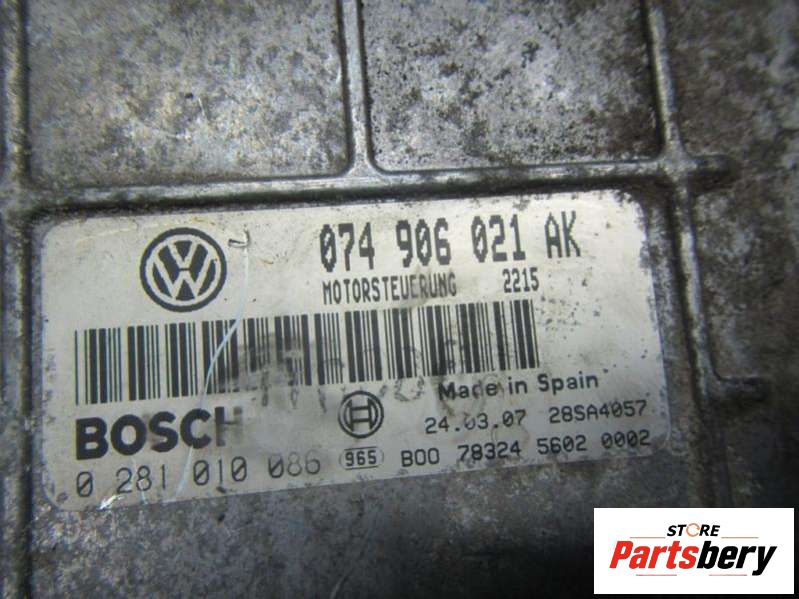 VW
074 906 021 AK
MOTORSTEUERUNG 2215
Made in Spain
BOSCH
24.03.07 28SA4057
0 281 010 086 965 B00 78324 5602 0002
STORE
Partsbery